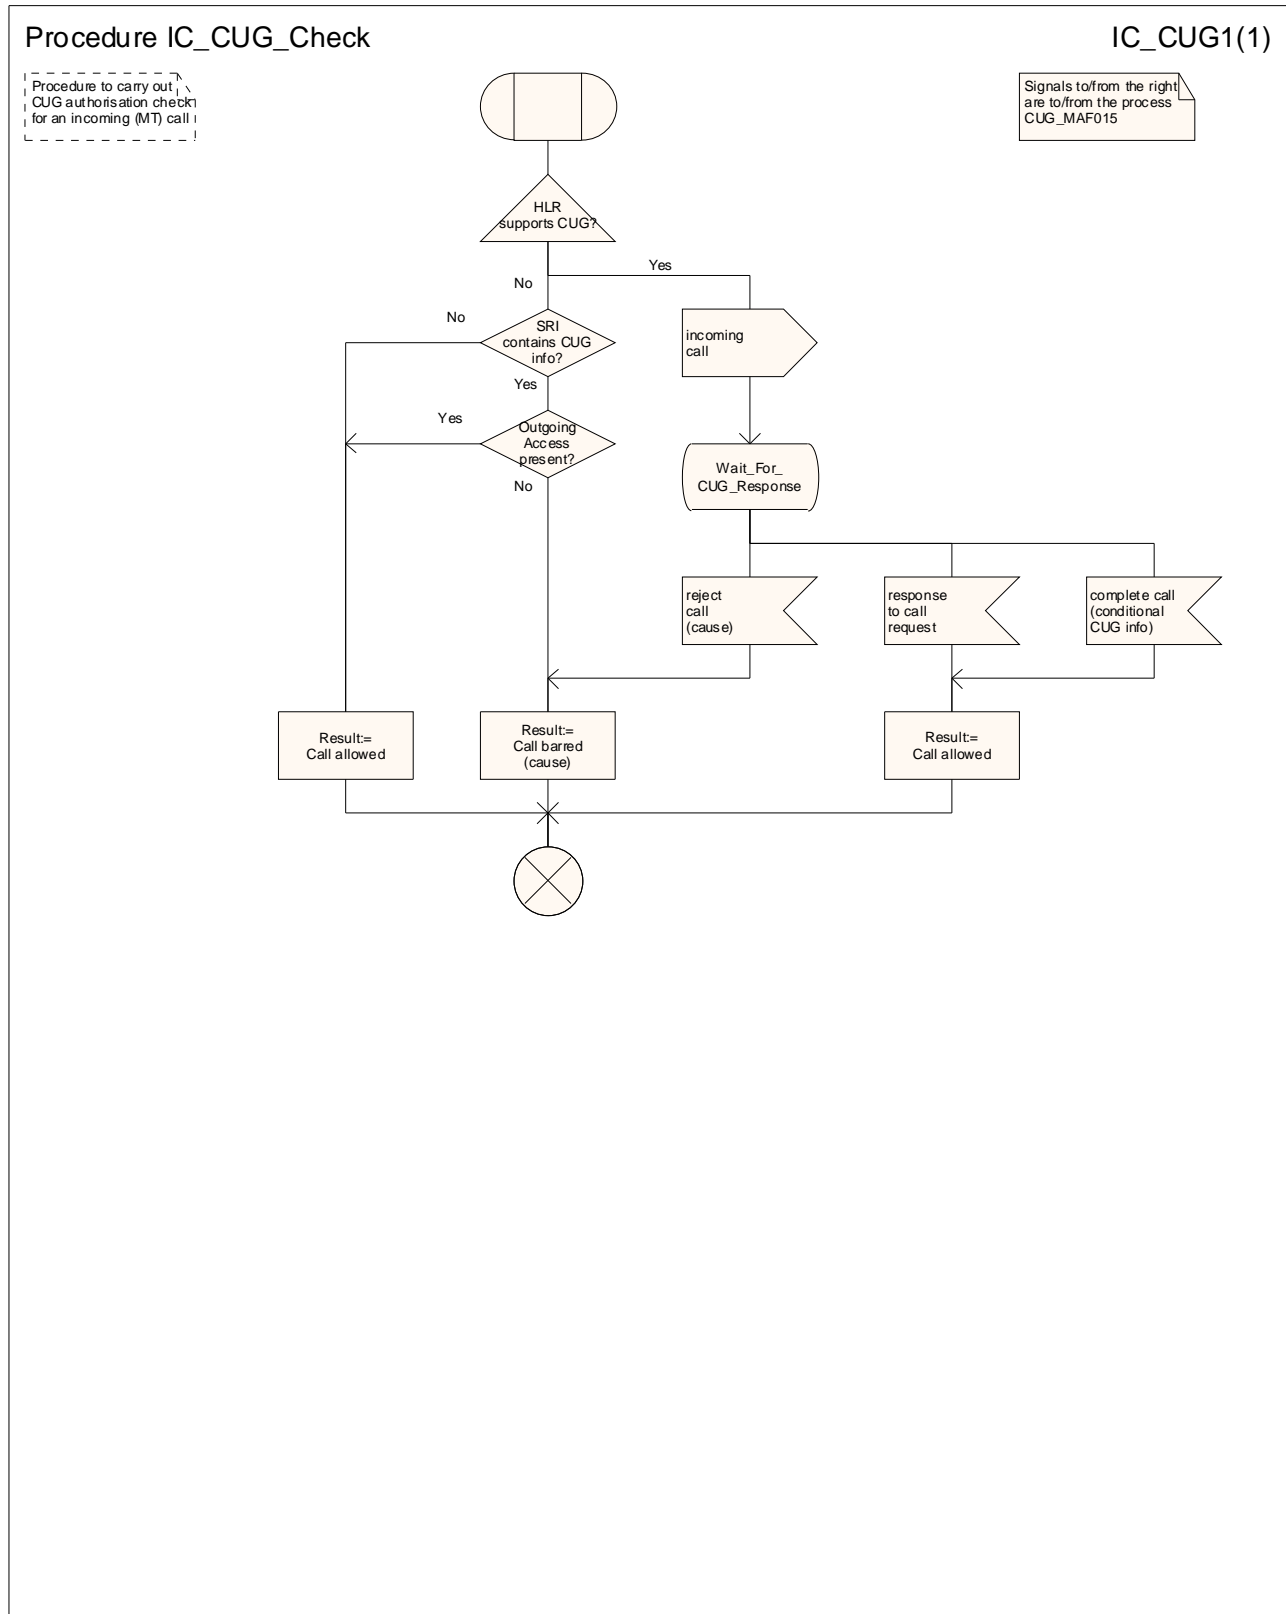 Procedure IC_CUG_Check
IC_CUG1(1)
Procedure to carry out
CUG authorisation check
for an incoming (MT) call
Signals to/from the right
are to/from the process
CUG_MAF015
HLR
supports CUG?
Yes
No
No
SRI
contains CUG
info?
incoming
call
Yes
Yes
Outgoing
Access
present?
No
Wait_For_
CUG_Response
reject
call
(cause)
response
to call
request
complete call
(conditional
CUG info)
Result:=
Call allowed
Result:=
Call barred
(cause)
Result:=
Call allowed